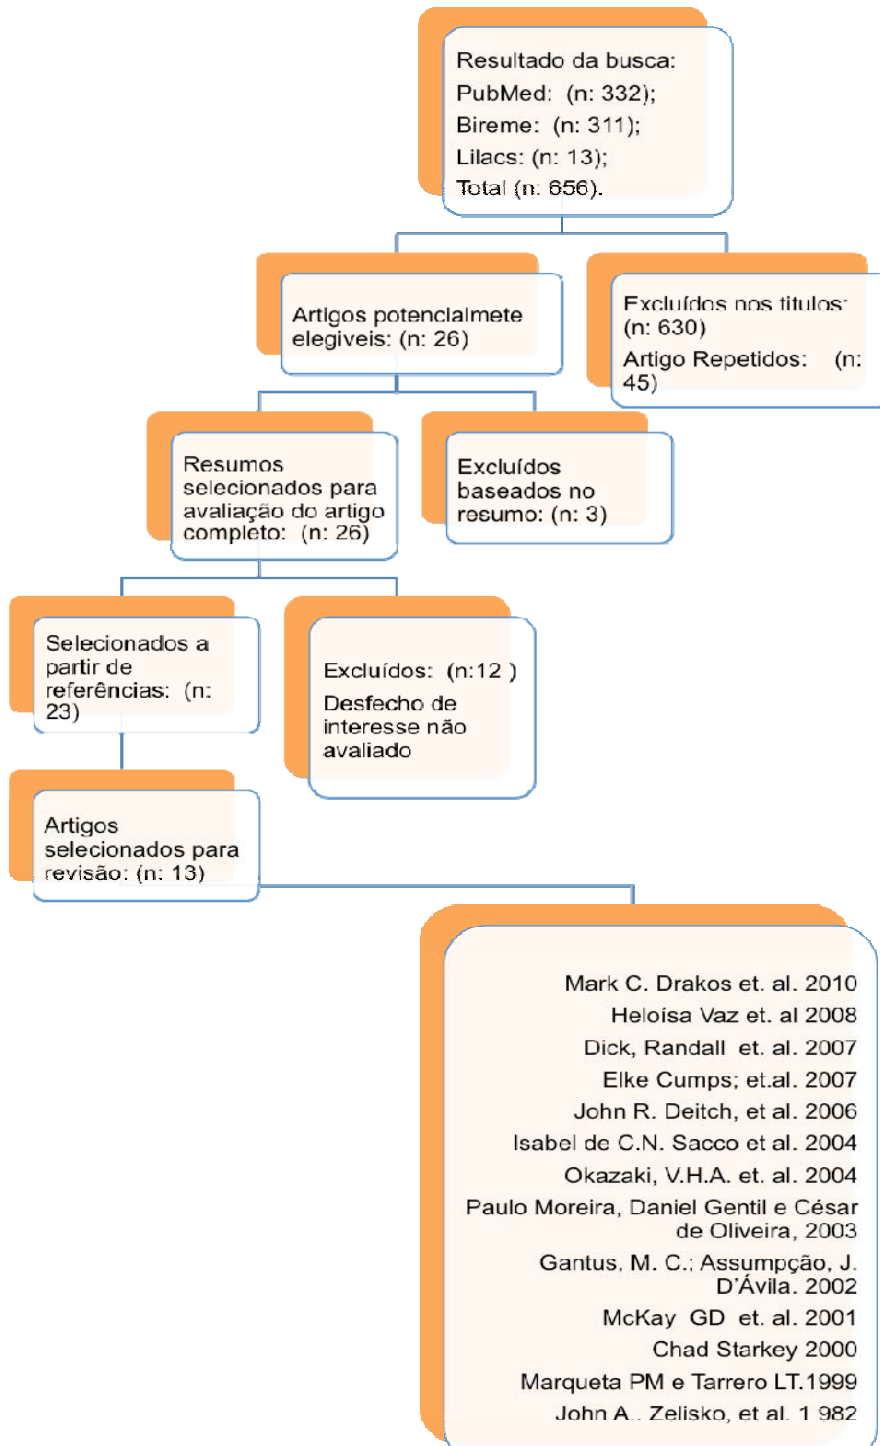 Resultado da busca:
PubMed: (n: 332);
Bireme: (n: 311);
Lilacs: (n: 13);
Total (n: 656).
Artigos potencialmete
elegiveis: (n: 26)
Excluídos nos titulos:
(n: 630)
Artigo Repetidos: (n:
45)
Resumos
selecionados para
avaliação do artigo
completo: (n: 26)
Excluídos
baseados no
resumo: (n: 3)
Selecionados a
partir de
referências: (n:
23)
Excluídos: (n:12 )
Desfecho de
interesse não
avaliado
Artigos
selecionados para
revisão: (n: 13)
Mark C. Drakos et. al. 2010
Heloísa Vaz et. al 2008
Dick, Randall et. al. 2007
Elke Cumps; et.al. 2007
John R. Deitch, et al. 2006
Isabel de C.N. Sacco et al. 2004
Okazaki, V.H.A. et. al. 2004
Paulo Moreira, Daniel Gentil e César
de Oliveira, 2003
Gantus, M. C.; Assumpção, J.
D'Ávila. 2002
McKay GD et. al. 2001
Chad Starkey 2000
Marqueta PM e Tarrero LT.1999
John A.. Zelisko, et al. 1 982